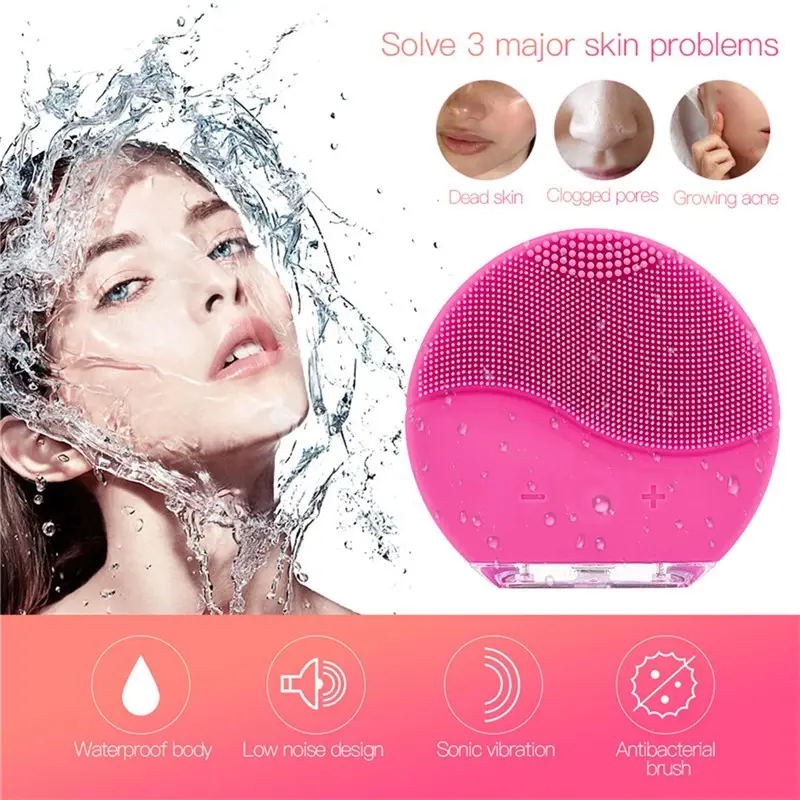 Solve 3 major skin problems
Dead skin
Clogged pores
Growing acne
− +
Waterproof body
Low noise design
Sonic vibration
Antibacterial
brush